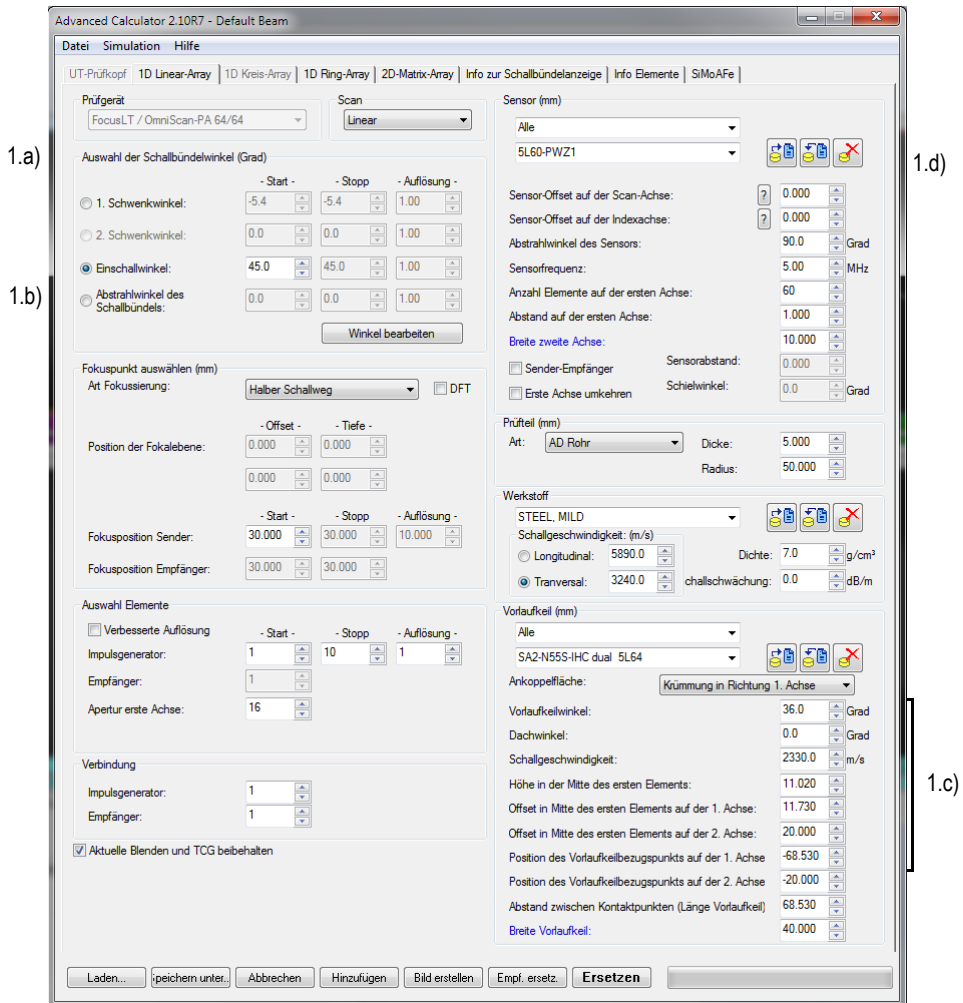 Advanced Calculator 2.10R7 - Default Beam
Datei Simulation Hilfe
UT-Prüfkopf 1D Linear-Array 1D Kreis-Array 1D Ring-Array 2D-Matrix-Array Info zur Schallbündelanzeige Info Elemente SiMoAFe
Prüfgerät
FocusLT / OmniScan-PA 64/64
Scan
Linear
1.a)
Auswahl der Schallbündelwinkel (Grad)
- Start - - Stopp - Auflösung -
1. Schwenkwinkel: -5.4 -5.4 1.00
2. Schwenkwinkel: 0.0 0.0 1.00
Einschallwinkel: 45.0 45.0 1.00
1.b)
Abstrahlwinkel des
Schallbündels: 0.0 0.0 1.00
Winkel bearbeiten
Fokuspunkt auswählen (mm)
Art Fokussierung: Halber Schallweg DFT
- Offset - - Tiefe -
Position der Fokalebene: 0.000 0.000
0.000 0.000
- Start - - Stopp - Auflösung -
Fokusposition Sender: 30.000 30.000 10.000
Fokusposition Empfänger: 30.000 30.000
Auswahl Elemente
Verbesserte Auflösung - Start - - Stopp - Auflösung -
Impulsgenerator: 1 10 1
Empfänger: 1
Apertur erste Achse: 16
Verbindung
Impulsgenerator: 1
Empfänger: 1
Aktuelle Blenden und TCG beibehalten
Sensor (mm)
Alle
5L60-PWZ1
1.d)
Sensor-Offset auf der Scan-Achse: ? 0.000
Sensor-Offset auf der Indexachse: ? 0.000
Abstrahlwinkel des Sensors: 90.0 Grad
Sensorfrequenz: 5.00 MHz
Anzahl Elemente auf der ersten Achse: 60
Abstand auf der ersten Achse: 1.000
Breite zweite Achse: 10.000
Sender-Empfänger Sensorabstand: 0.000
Erste Achse umkehren Schielwinkel: 0.0 Grad
Prüfteil (mm)
Art: AD Rohr Dicke: 5.000
Radius: 50.000
Werkstoff
STEEL, MILD
Schallgeschwindigkeit: (m/s)
Longitudinal: 5890.0 Dichte: 7.0 g/cm³
Tranversal: 3240.0 challschwächung: 0.0 dB/m
Vorlaufkeil (mm)
Alle
SA2-N55S-IHC dual 5L64
Ankoppelfläche: Krümmung in Richtung 1. Achse
Vorlaufkeilwinkel: 36.0 Grad
Dachwinkel: 0.0 Grad
Schallgeschwindigkeit: 2330.0 m/s
Höhe in der Mitte des ersten Elements: 11.020
1.c)
Offset in Mitte des ersten Elements auf der 1. Achse: 11.730
Offset in Mitte des ersten Elements auf der 2. Achse: 20.000
Position des Vorlaufkeilbezugspunkts auf der 1. Achse -68.530
Position des Vorlaufkeilbezugspunkts auf der 2. Achse -20.000
Abstand zwischen Kontaktpunkten (Länge Vorlaufkeil) 68.530
Breite Vorlaufkeil: 40.000
Laden... ipeichern unter.. Abbrechen Hinzufügen Bild erstellen Empf. ersetz. Ersetzen